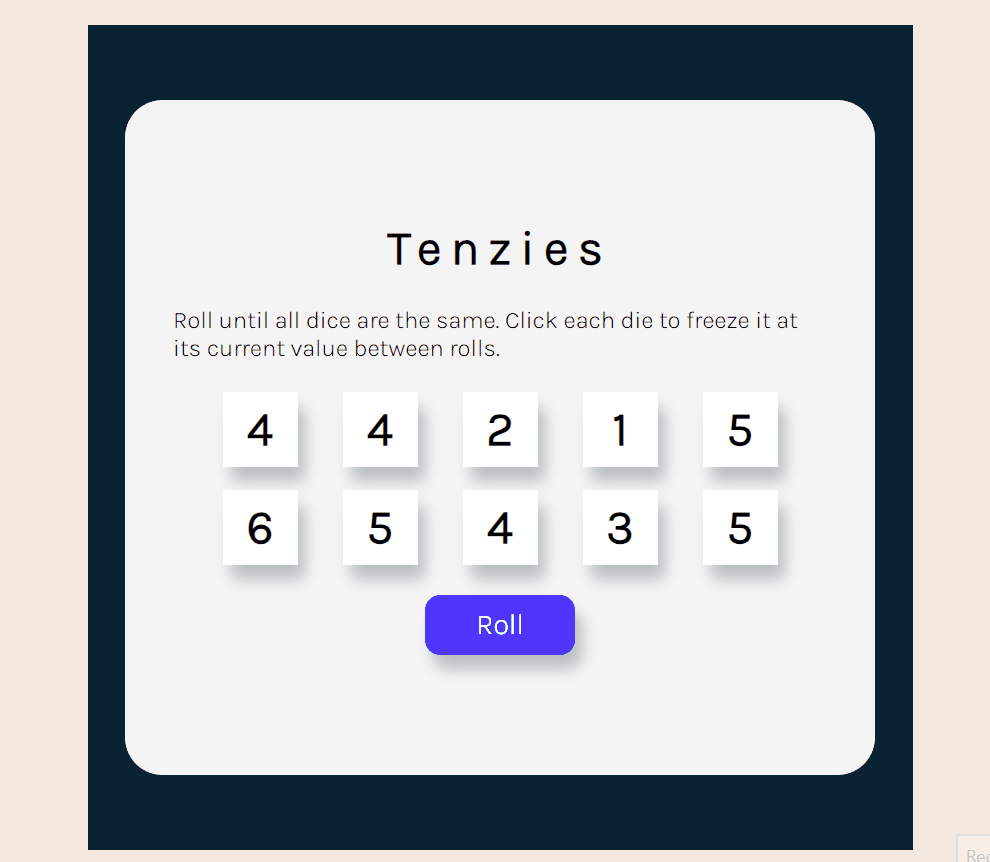 Tenzies
Roll until all dice are the same. Click each die to freeze it at
its current value between rolls.
4 4 2 1 5
6 5 4 3 5
Roll